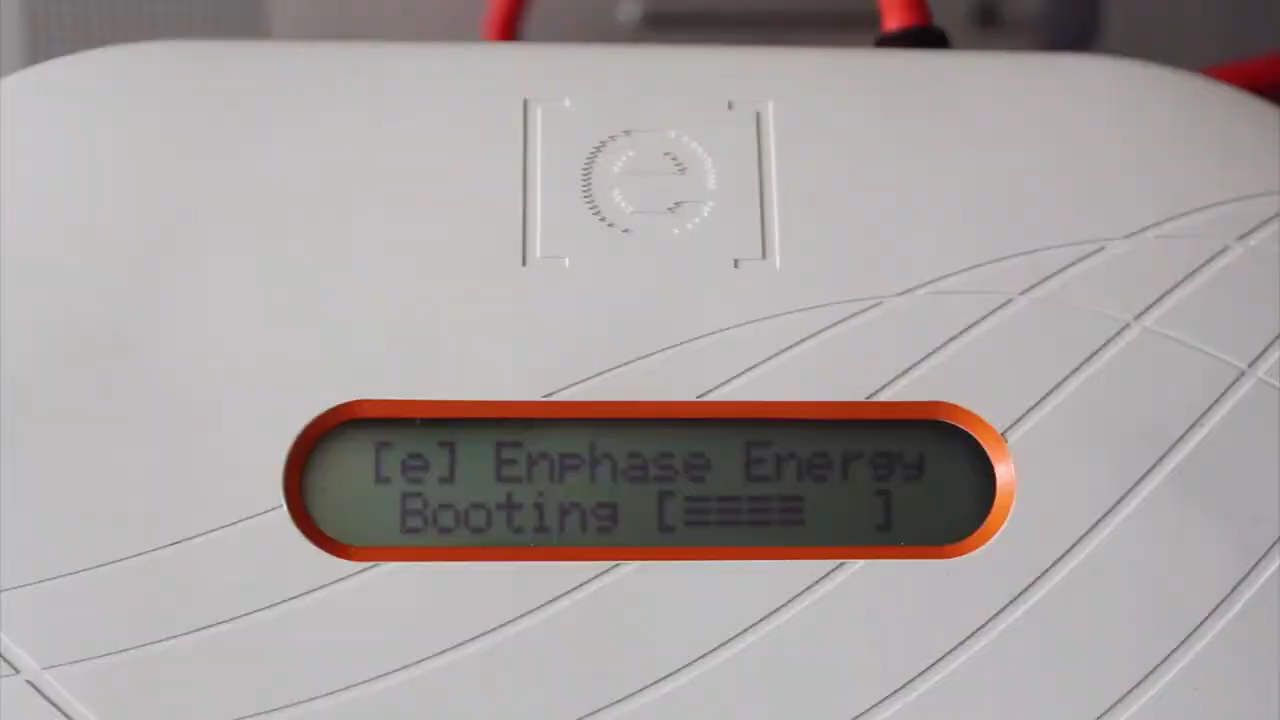 [e]
[e] Enphase Energy
Booting [≡≡≡≡  ]